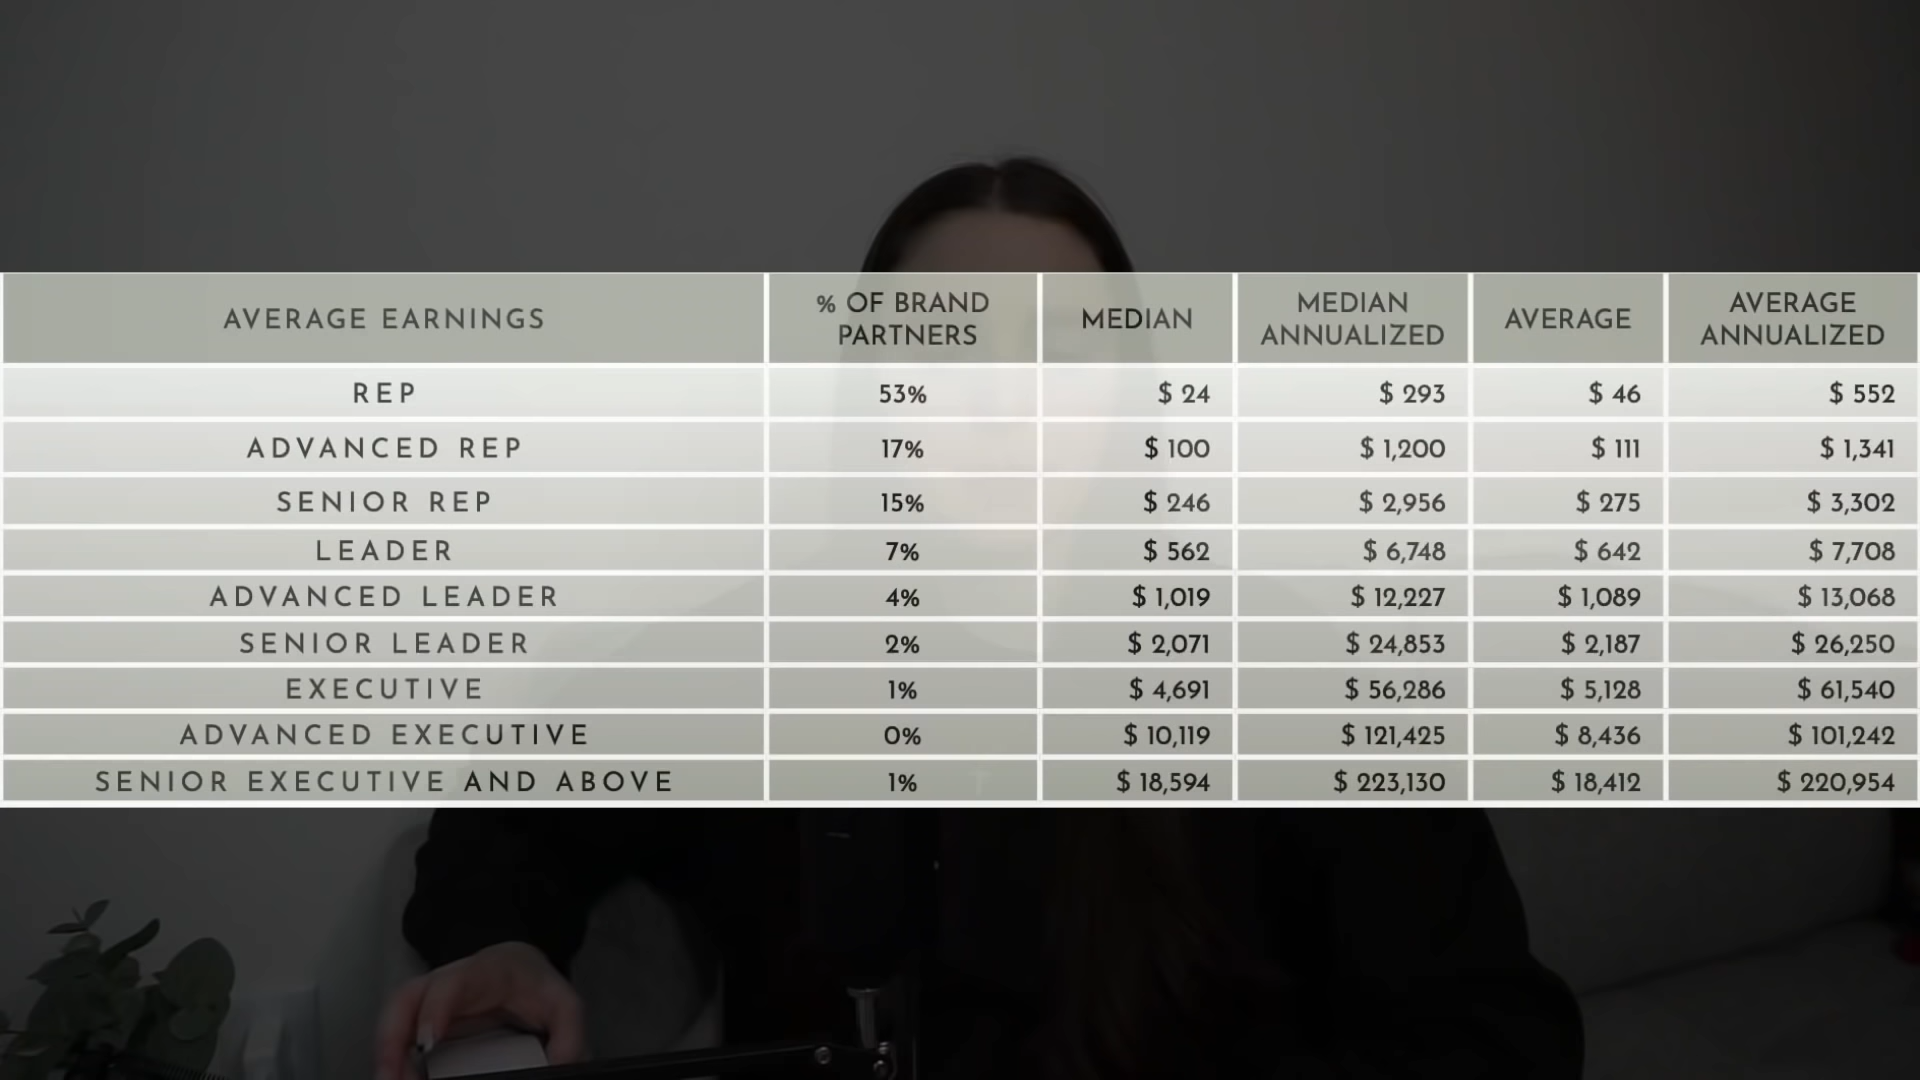 AVERAGE EARNINGS % OF BRAND PARTNERS MEDIAN MEDIAN ANNUALIZED AVERAGE AVERAGE ANNUALIZED
REP 53% $ 24 $ 293 $ 46 $ 552
ADVANCED REP 17% $ 100 $ 1,200 $ 111 $ 1,341
SENIOR REP 15% $ 246 $ 2,956 $ 275 $ 3,302
LEADER 7% $ 562 $ 6,748 $ 642 $ 7,708
ADVANCED LEADER 4% $ 1,019 $ 12,227 $ 1,089 $ 13,068
SENIOR LEADER 2% $ 2,071 $ 24,853 $ 2,187 $ 26,250
EXECUTIVE 1% $ 4,691 $ 56,286 $ 5,128 $ 61,540
ADVANCED EXECUTIVE 0% $ 10,119 $ 121,425 $ 8,436 $ 101,242
SENIOR EXECUTIVE AND ABOVE 1% $ 18,594 $ 223,130 $ 18,412 $ 220,954